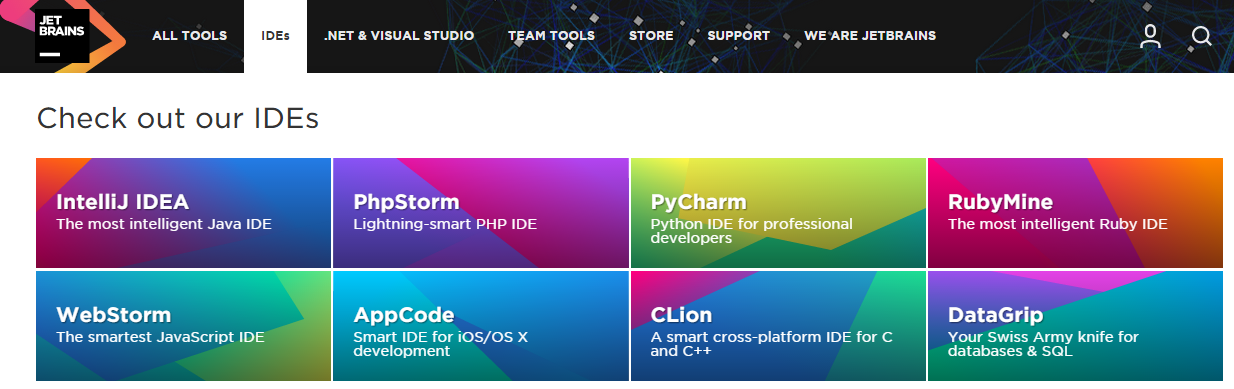 JET
BRAINS
ALL TOOLS IDEs .NET & VISUAL STUDIO TEAM TOOLS STORE SUPPORT WE ARE JETBRAINS
Check out our IDEs
IntelliJ IDEA
The most intelligent Java IDE
PhpStorm
Lightning-smart PHP IDE
PyCharm
Python IDE for professional
developers
RubyMine
The most intelligent Ruby IDE
WebStorm
The smartest JavaScript IDE
AppCode
Smart IDE for iOS/OS X
development
CLion
A smart cross-platform IDE for C
and C++
DataGrip
Your Swiss Army knife for
databases & SQL